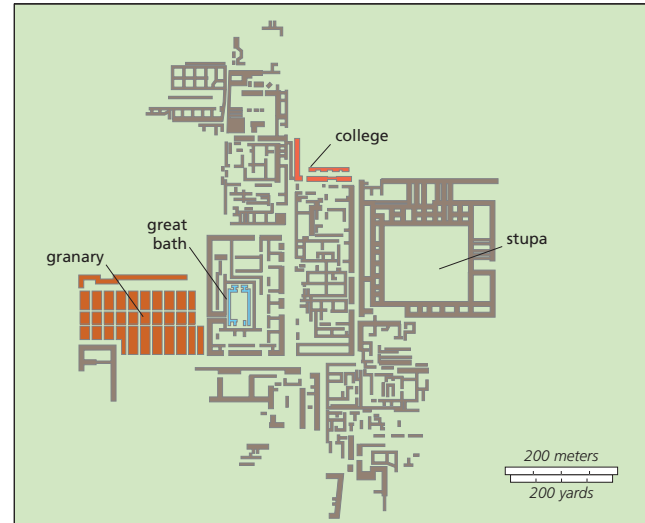 college
great
bath
granary
stupa
200 meters
200 yards